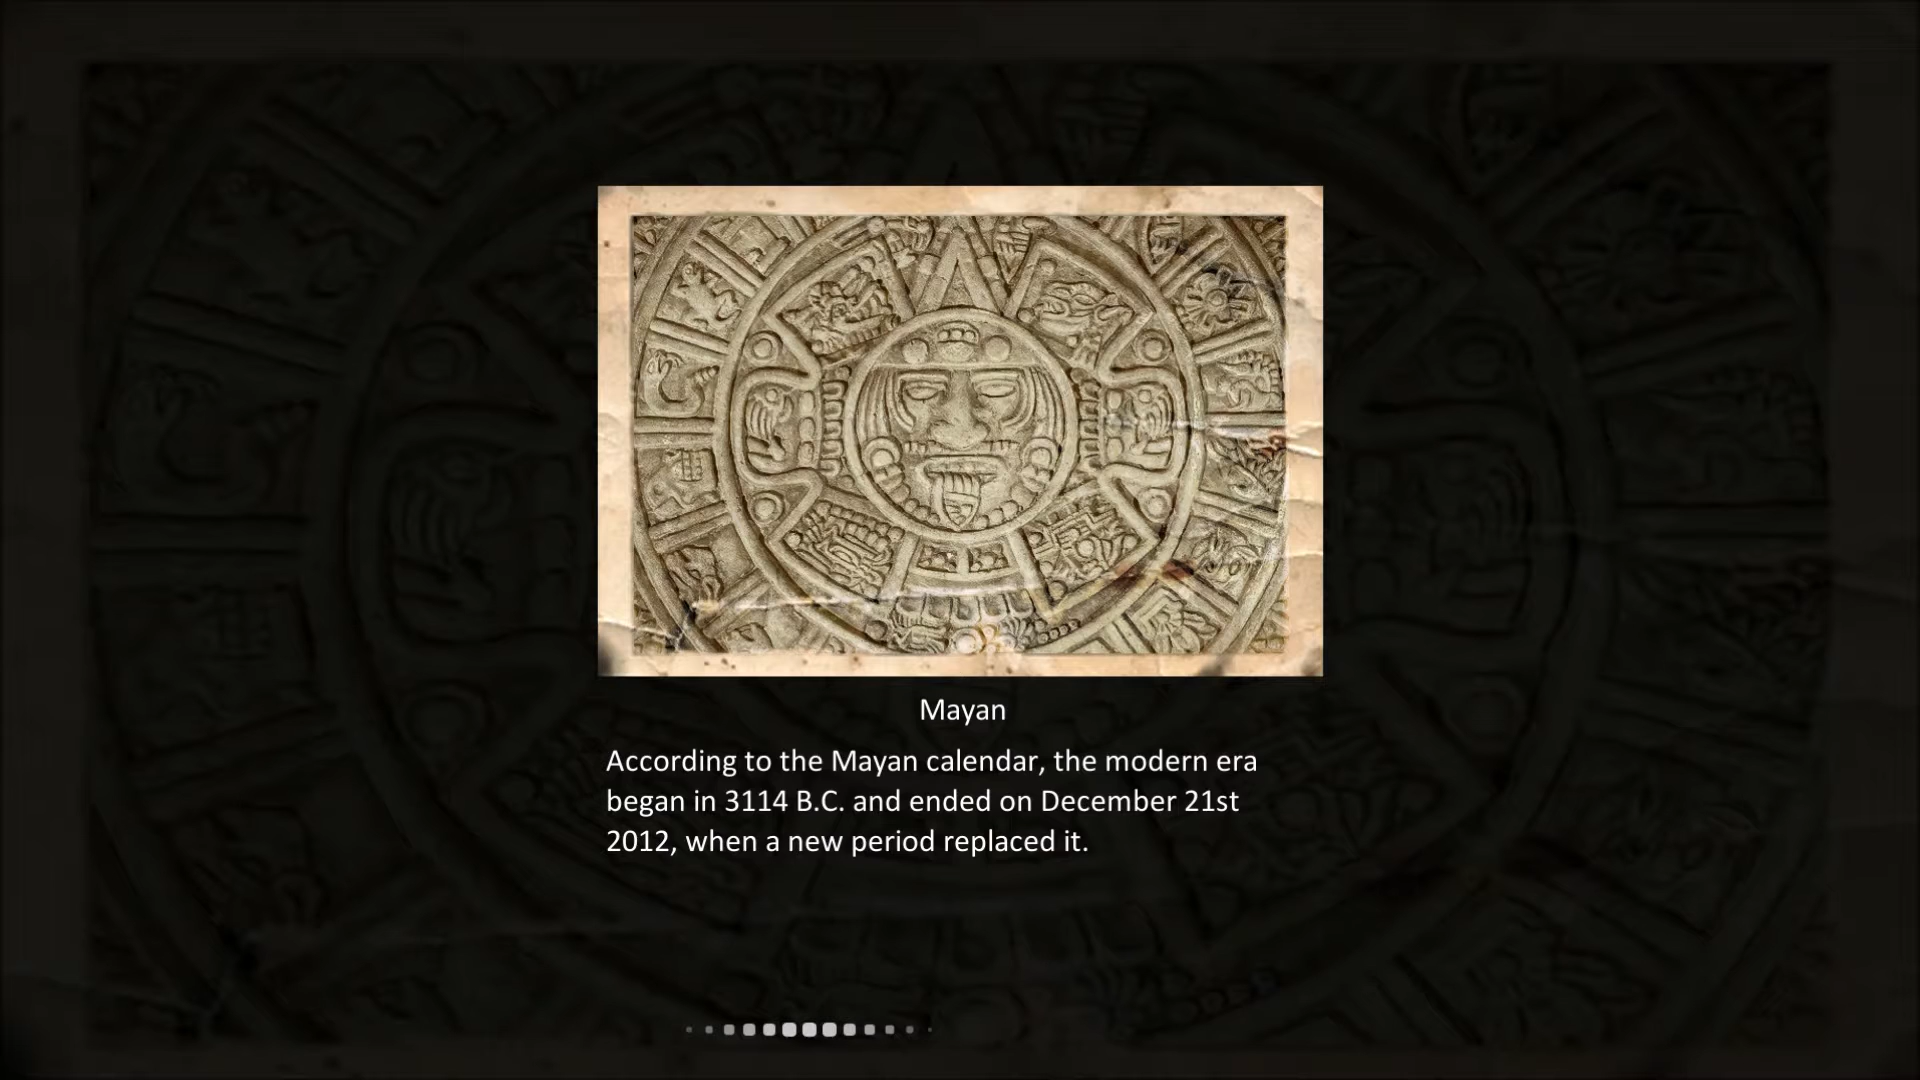 Mayan
According to the Mayan calendar, the modern era
began in 3114 B.C. and ended on December 21st
2012, when a new period replaced it.